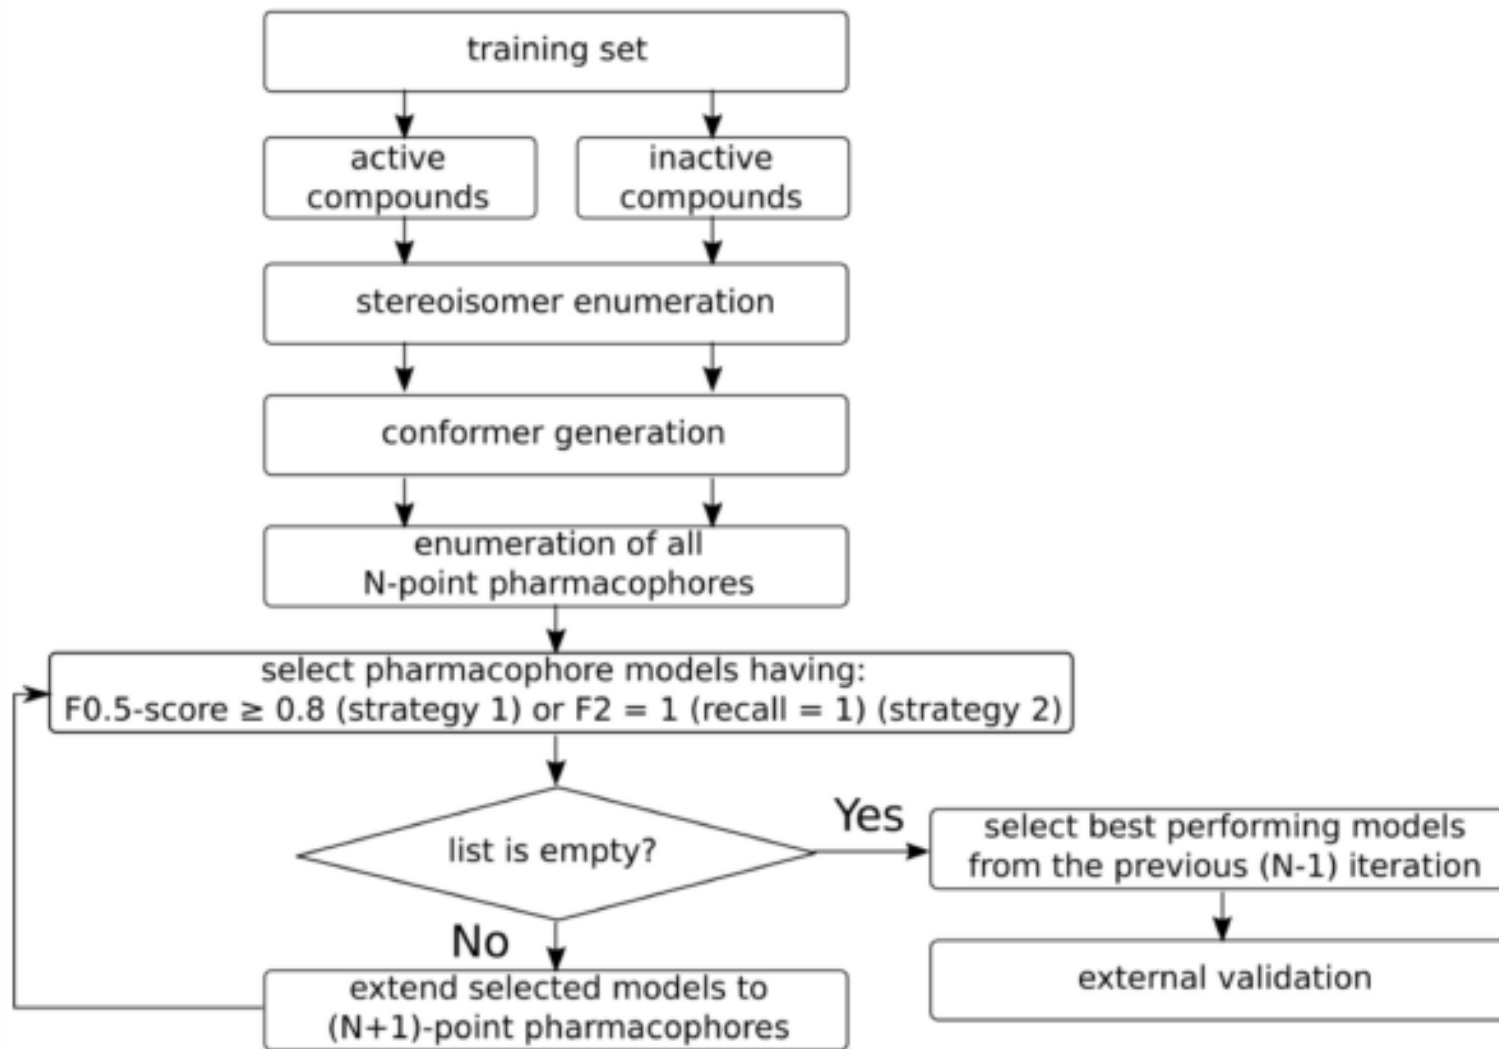 training set
active
compounds
inactive
compounds
stereoisomer enumeration
conformer generation
enumeration of all
N-point pharmacophores
select pharmacophore models having:
F0.5-score ≥ 0.8 (strategy 1) or F2 = 1 (recall = 1) (strategy 2)
list is empty?
Yes
select best performing models
from the previous (N-1) iteration
external validation
No
extend selected models to
(N+1)-point pharmacophores